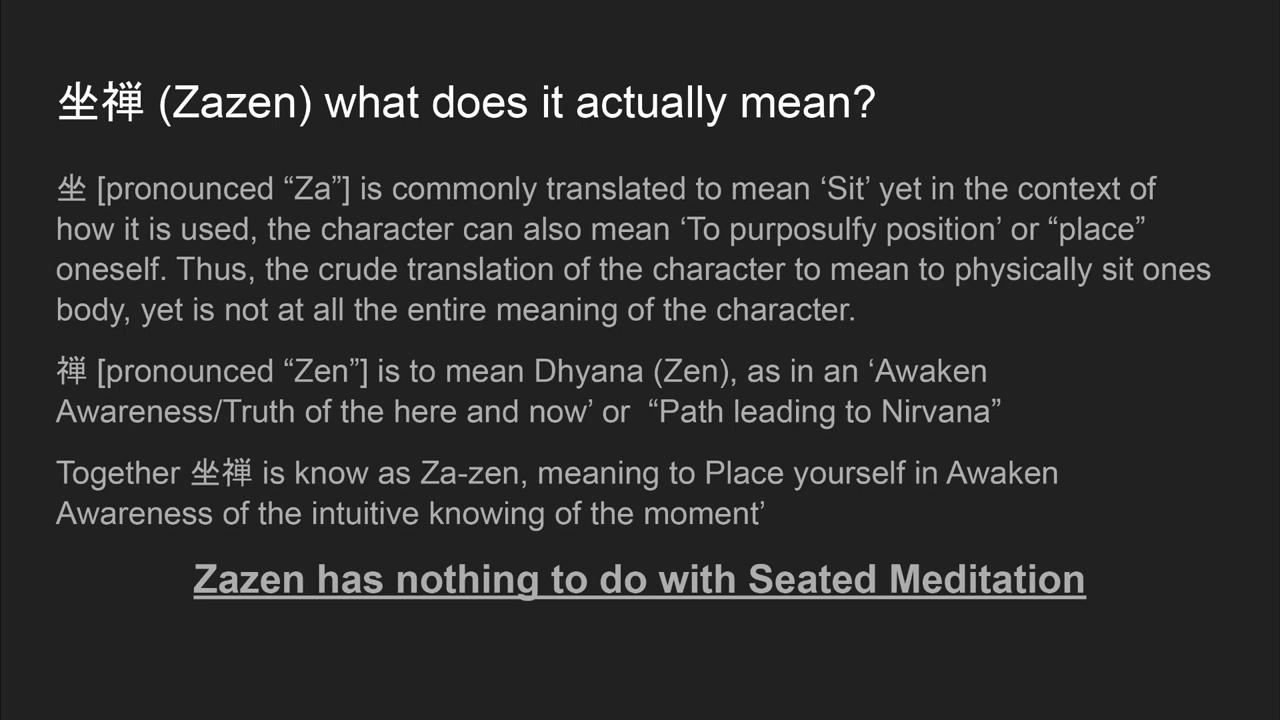 坐禅 (Zazen) what does it actually mean?
坐 [pronounced “Za”] is commonly translated to mean ‘Sit’ yet in the context of
how it is used, the character can also mean ‘To purposulfy position’ or “place”
oneself. Thus, the crude translation of the character to mean to physically sit ones
body, yet is not at all the entire meaning of the character.
禅 [pronounced “Zen”] is to mean Dhyana (Zen), as in an ‘Awaken
Awareness/Truth of the here and now’ or  “Path leading to Nirvana”
Together 坐禅 is know as Za-zen, meaning to Place yourself in Awaken
Awareness of the intuitive knowing of the moment’
Zazen has nothing to do with Seated Meditation